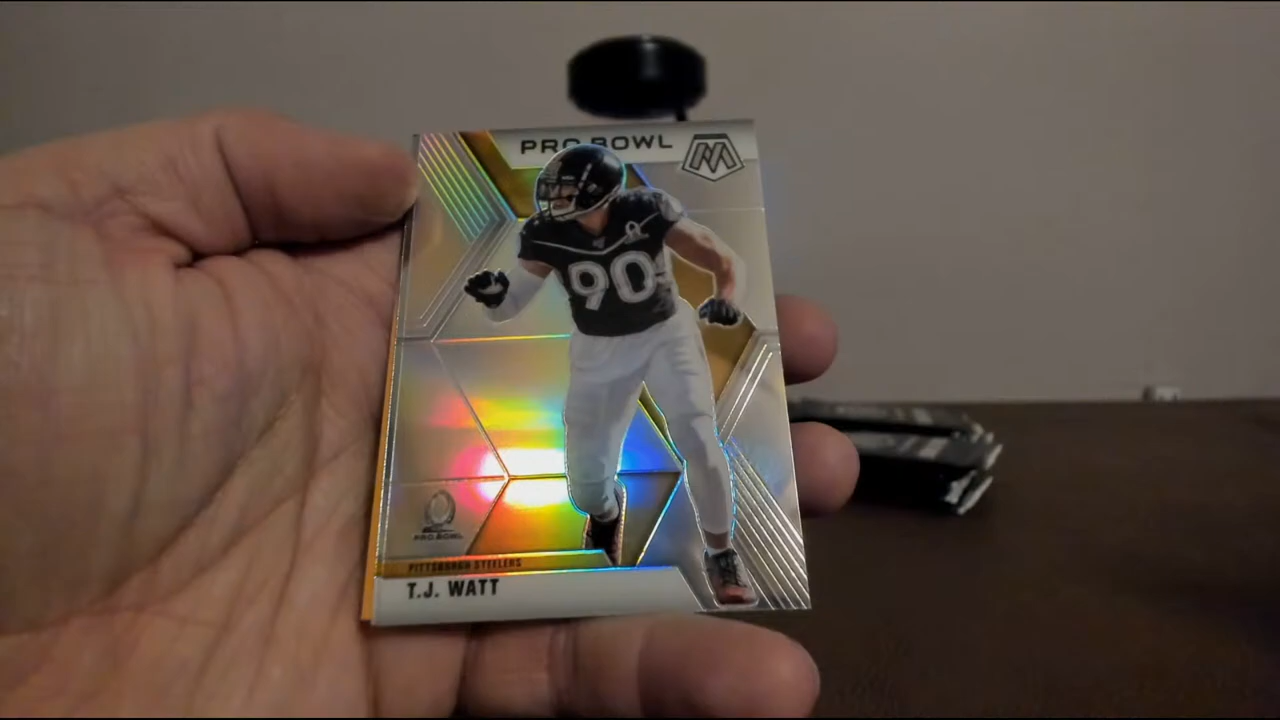 PRO BOWL
90
PRO BOWL
PITTSBURGH STEELERS
T.J. WATT